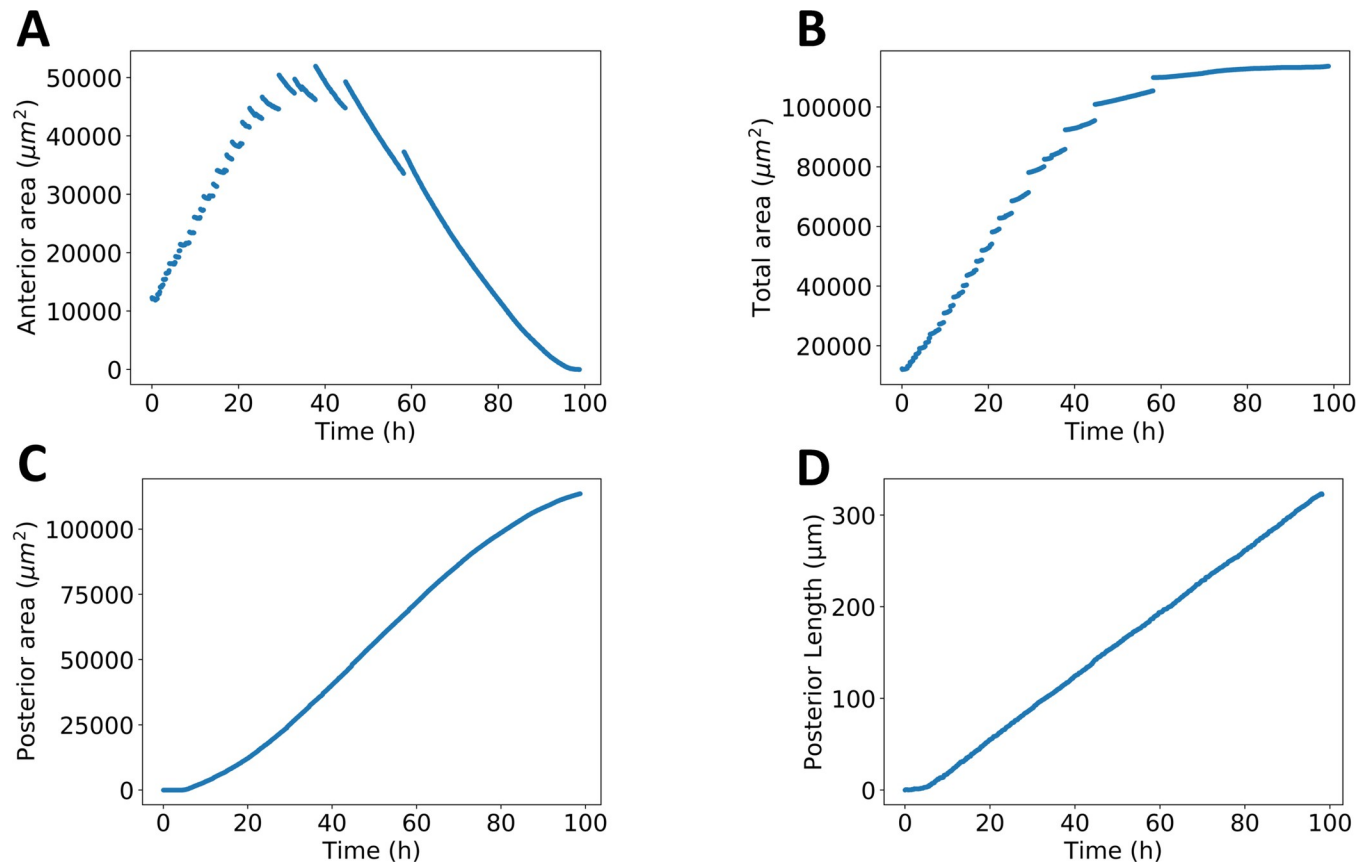 A
Anterior area (μm²)
50000
40000
30000
20000
10000
0
0 20 40 60 80 100
Time (h)
B
Total area (μm²)
100000
80000
60000
40000
20000
0 20 40 60 80 100
Time (h)
C
Posterior area (μm²)
100000
75000
50000
25000
0
0 20 40 60 80 100
Time (h)
D
Posterior Length (μm)
300
200
100
0
0 20 40 60 80 100
Time (h)